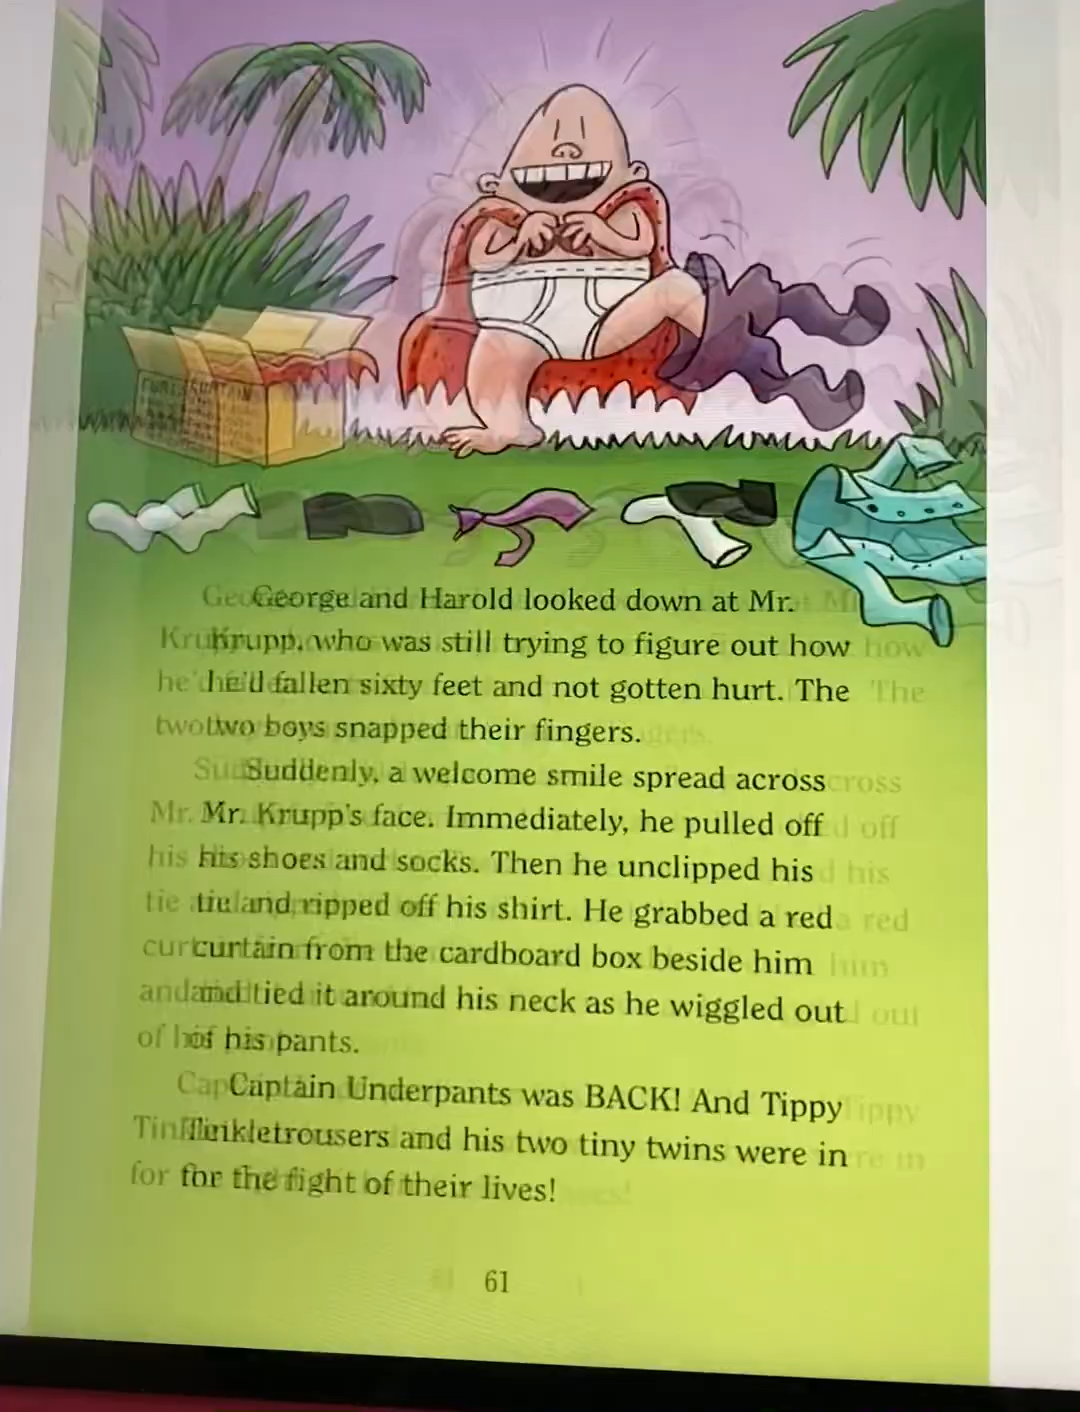 George and Harold looked down at Mr.
Krupp, who was still trying to figure out how
he'd fallen sixty feet and not gotten hurt. The
two boys snapped their fingers.
Suddenly, a welcome smile spread across
Mr. Krupp's face. Immediately, he pulled off
his shoes and socks. Then he unclipped his
tie and ripped off his shirt. He grabbed a red
curtain from the cardboard box beside him
and tied it around his neck as he wiggled out
of his pants.
Captain Underpants was BACK! And Tippy
Tinkletrousers and his two tiny twins were in
for the fight of their lives!
61